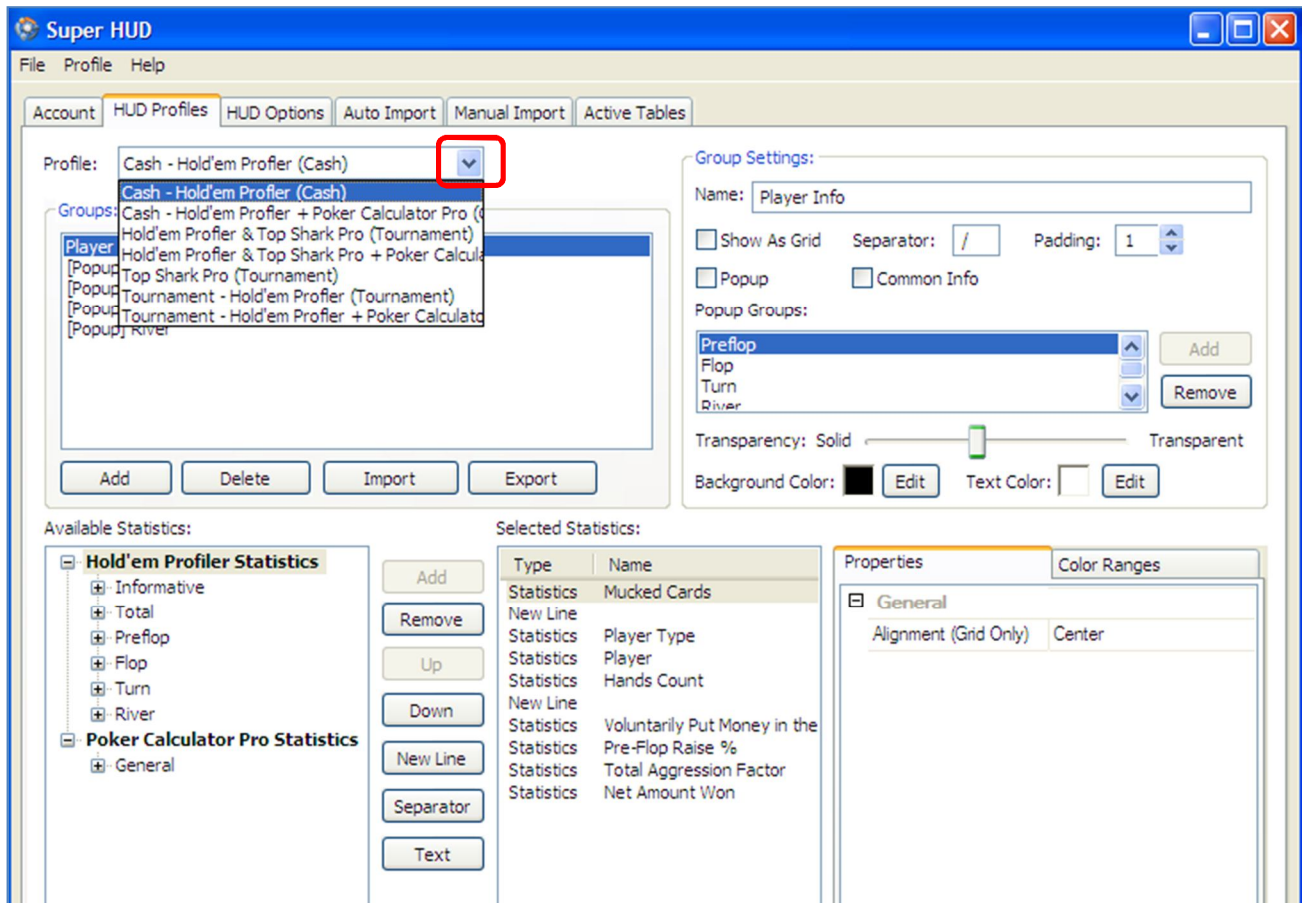 Super HUD
File Profile Help
Account HUD Profiles HUD Options Auto Import Manual Import Active Tables
Profile: Cash - Hold'em Profler (Cash)
Cash - Hold'em Profler (Cash)
Cash - Hold'em Profler + Poker Calculator Pro (
Hold'em Profler & Top Shark Pro (Tournament)
Hold'em Profler & Top Shark Pro + Poker Calcula
Top Shark Pro (Tournament)
Tournament - Hold'em Profler (Tournament)
Tournament - Hold'em Profler + Poker Calculato
Groups:
Player
[Popup
[Popup
[Popup
[Popup] River
Add Delete Import Export
Group Settings:
Name: Player Info
Show As Grid Separator: / Padding: 1
Popup Common Info
Popup Groups:
Preflop
Flop
Turn
River
Add
Remove
Transparency: Solid Transparent
Background Color: Edit Text Color: Edit
Available Statistics:
Hold'em Profiler Statistics
Informative
Total
Preflop
Flop
Turn
River
Poker Calculator Pro Statistics
General
Add
Remove
Up
Down
New Line
Separator
Text
Selected Statistics:
Type Name
Statistics Mucked Cards
New Line
Statistics Player Type
Statistics Player
Statistics Hands Count
New Line
Statistics Voluntarily Put Money in the
Statistics Pre-Flop Raise %
Statistics Total Aggression Factor
Statistics Net Amount Won
Properties Color Ranges
General
Alignment (Grid Only) Center